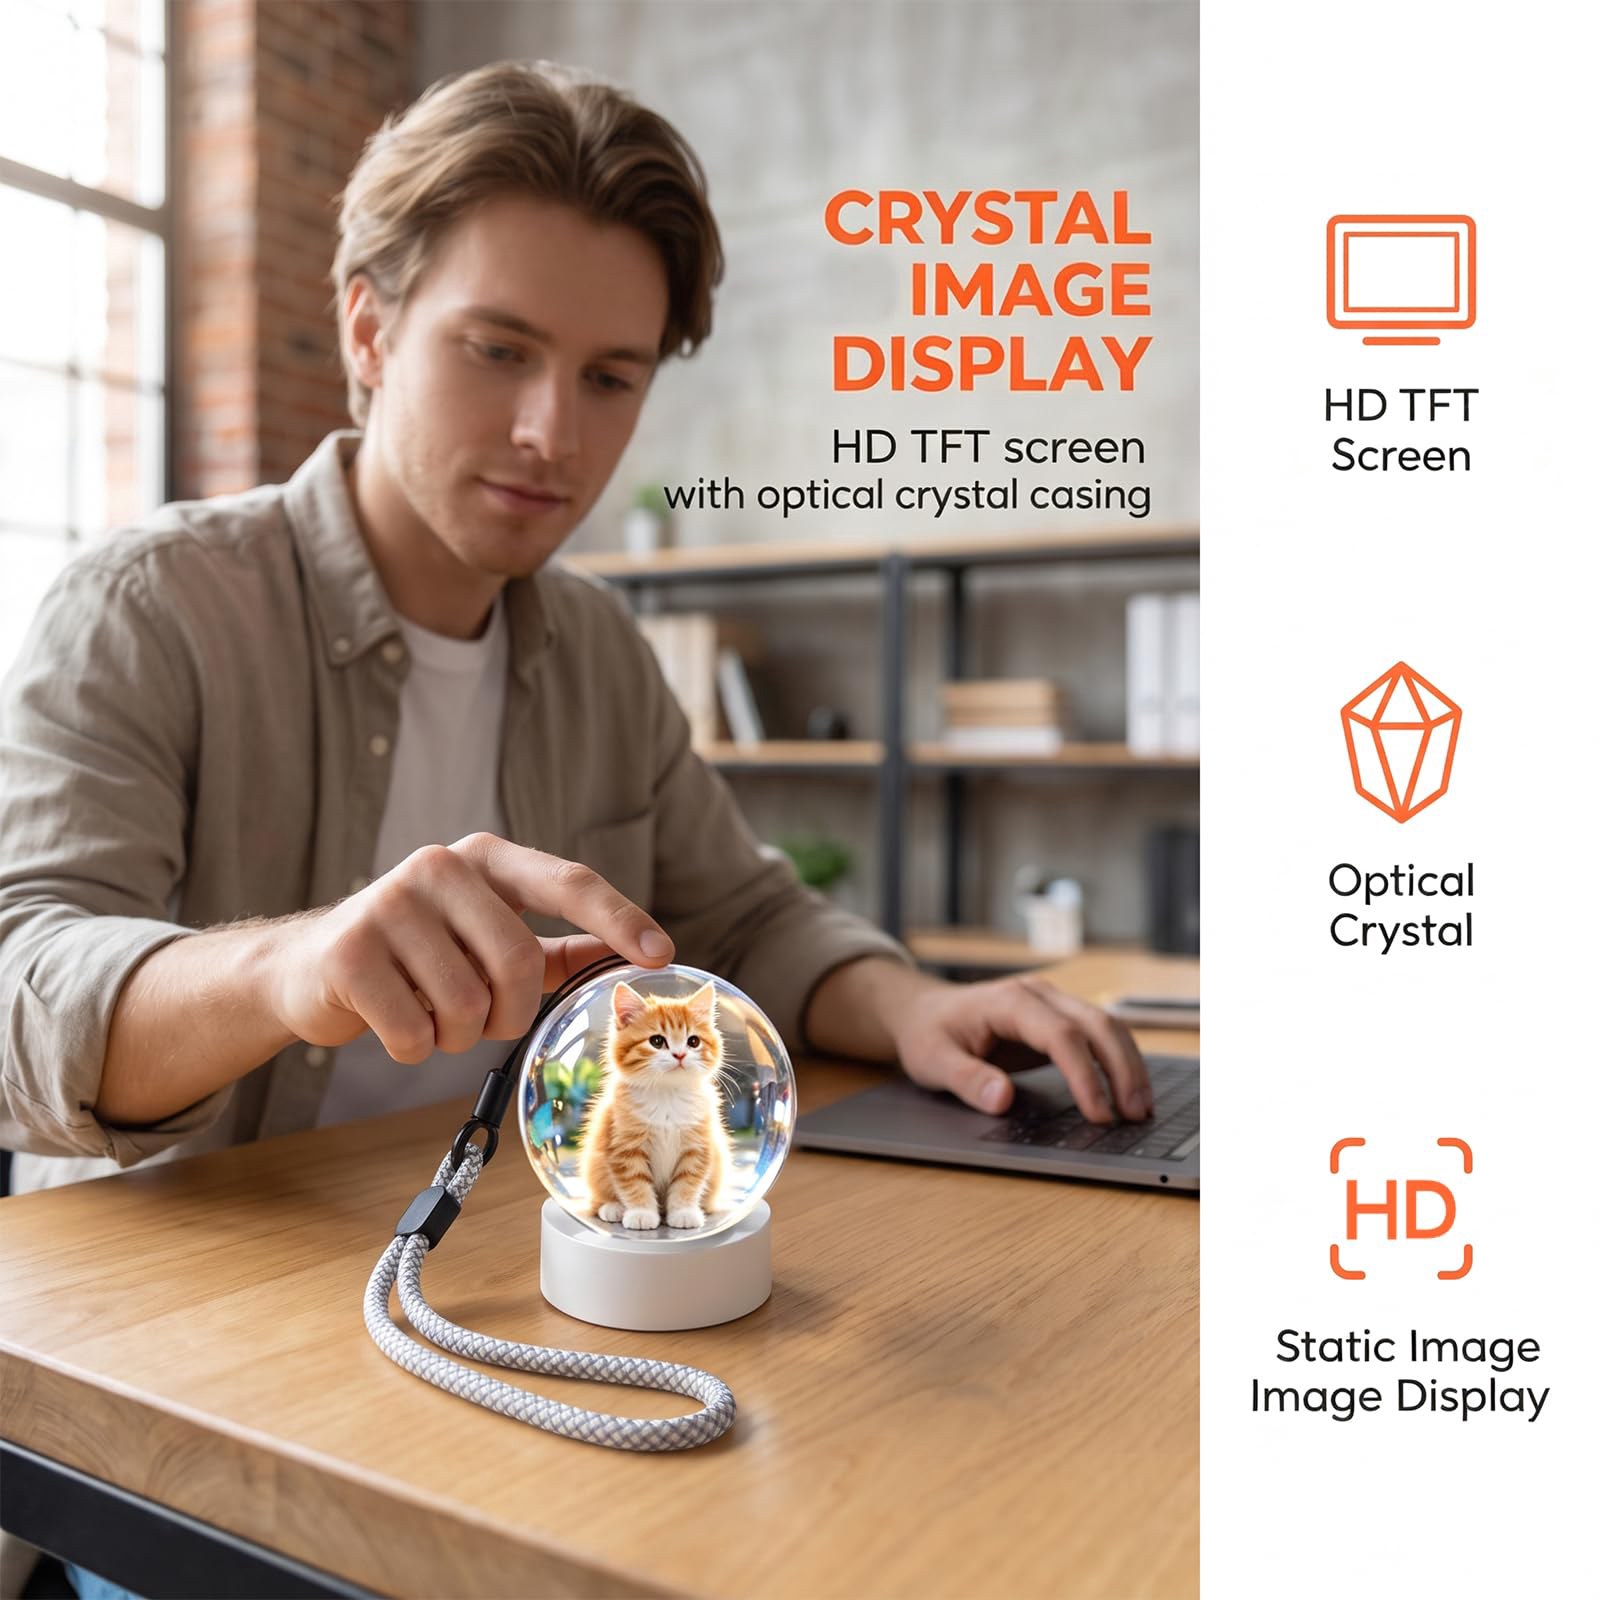 CRYSTAL
IMAGE
DISPLAY
HD TFT screen
with optical crystal casing
HD TFT
Screen
Optical
Crystal
HD
Static Image
Image Display